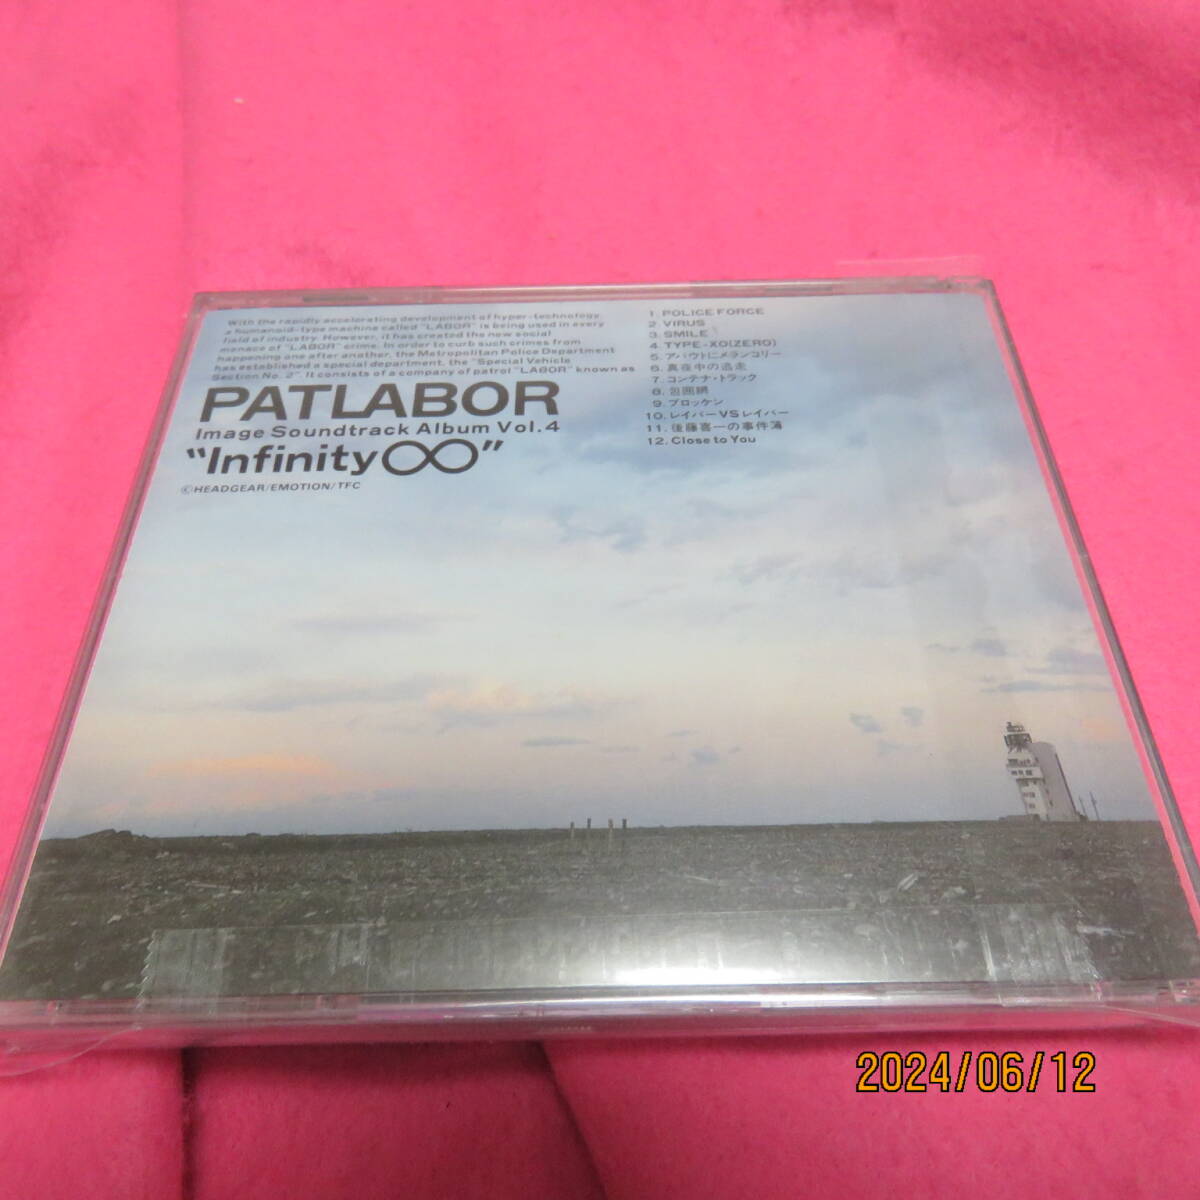 With the rapidly accelerating development of hyper-technology,
a humanoid-type machine called "LABOR" is being used in every
field of industry. However, it has created the new social
menace of "LABOR" crime. In order to curb such crimes from
happening one after another, the Metropolitan Police Department
has established a special department, the "Special Vehicle
Section No. 2". It consists of a company of patrol "LABOR" known as
PATLABOR
Image Soundtrack Album Vol.4
"Infinity∞"
©HEADGEAR/EMOTION/TFC
1. POLICE FORCE
2. VIRUS
3. SMILE
4. TYPE-XO(ZERO)
5. アバウトにメランコリー
6. 真夜中の逃走
7. コンテナ・トラック
8. 包囲網
9. ブロッケン
10. レイバーVSレイバー
11. 後藤喜一の事件簿
12. Close to You
2024/06/12